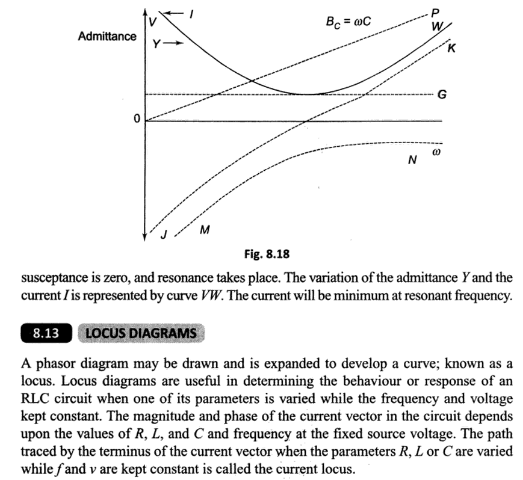 V I
B_C = ωC
P
W
Admittance
Y
K
G
0
ω
N
J
M
Fig. 8.18
susceptance is zero, and resonance takes place. The variation of the admittance Y and the
current I is represented by curve VW. The current will be minimum at resonant frequency.
8.13 LOCUS DIAGRAMS
A phasor diagram may be drawn and is expanded to develop a curve; known as a
locus. Locus diagrams are useful in determining the behaviour or response of an
RLC circuit when one of its parameters is varied while the frequency and voltage
kept constant. The magnitude and phase of the current vector in the circuit depends
upon the values of R, L, and C and frequency at the fixed source voltage. The path
traced by the terminus of the current vector when the parameters R, L or C are varied
while f and v are kept constant is called the current locus.